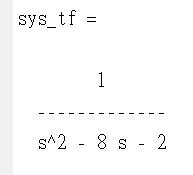 sys_tf =
1
-------------
s^2 - 8 s - 2